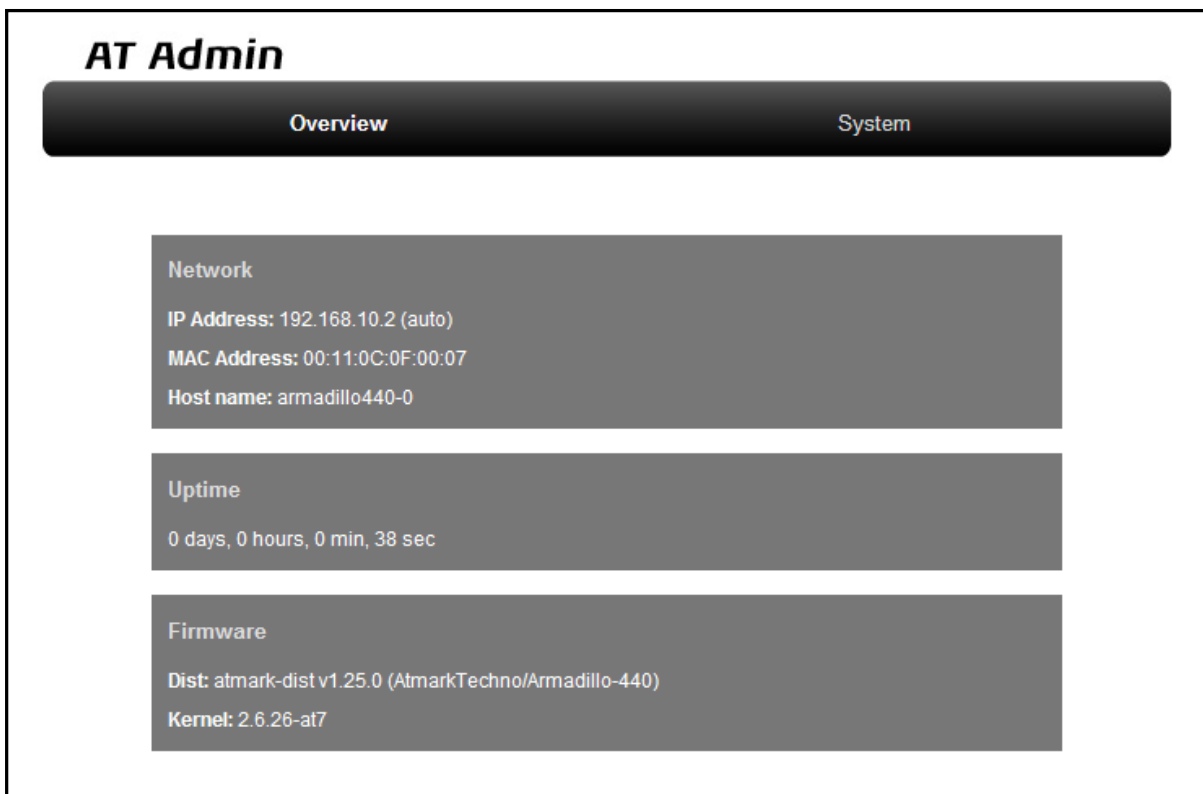 AT Admin
Overview System
Network
IP Address: 192.168.10.2 (auto)
MAC Address: 00:11:0C:0F:00:07
Host name: armadillo440-0
Uptime
0 days, 0 hours, 0 min, 38 sec
Firmware
Dist: atmark-dist v1.25.0 (AtmarkTechno/Armadillo-440)
Kernel: 2.6.26-at7